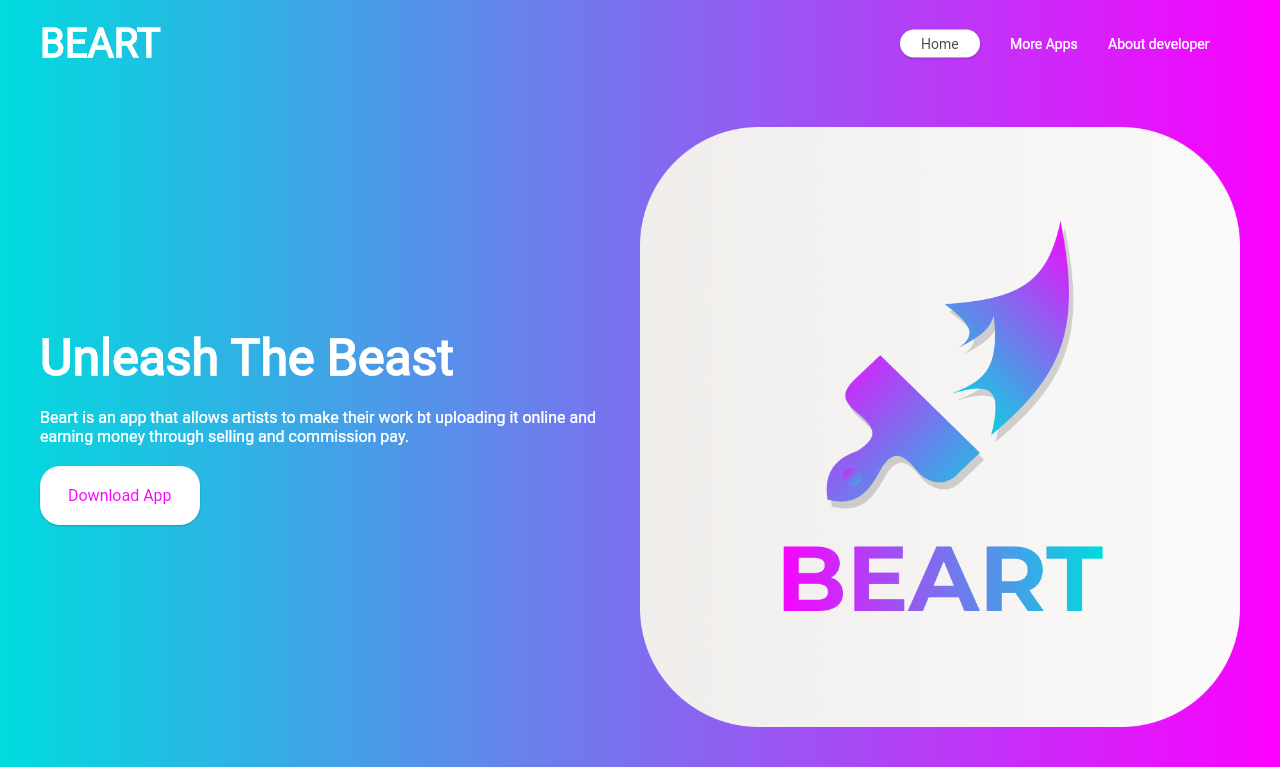 BEART
Home
More Apps
About developer
Unleash The Beast
Beart is an app that allows artists to make their work bt uploading it online and
earning money through selling and commission pay.
Download App
BEART